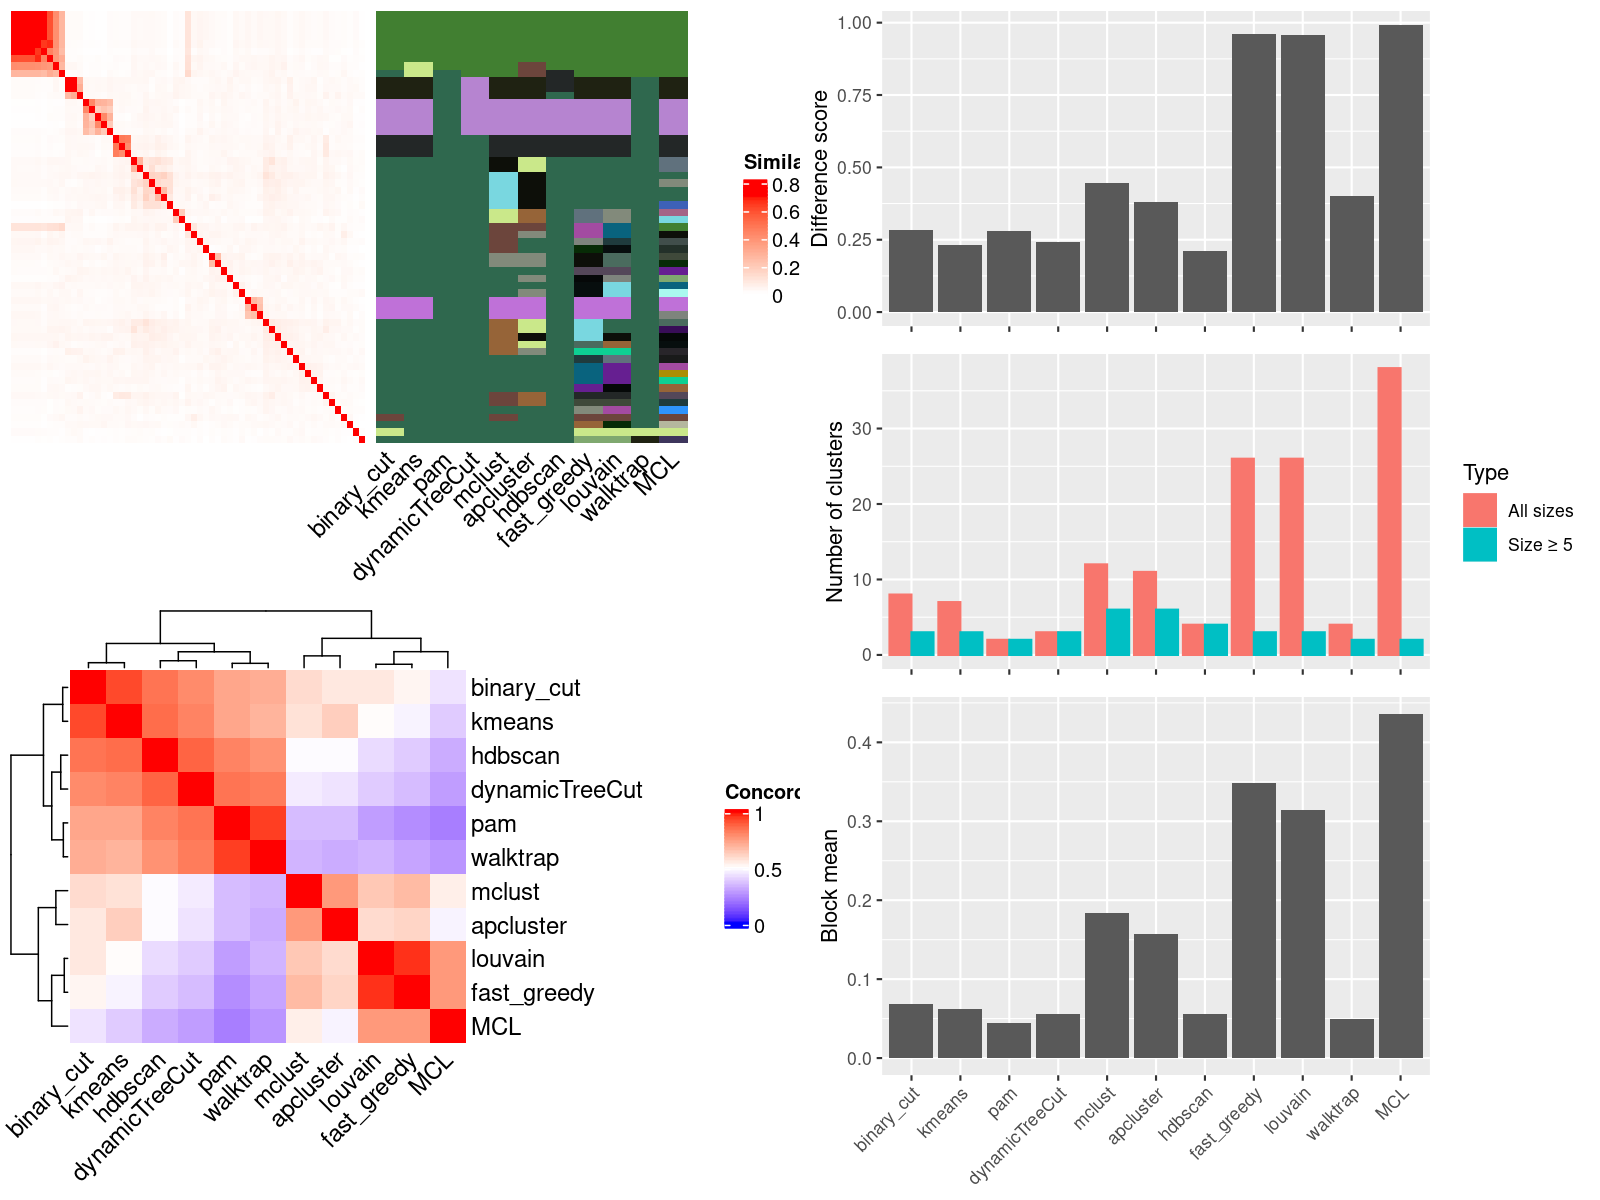 Simila
0.8
0.6
0.4
0.2
0
binary_cut
kmeans
pam
dynamicTreeCut
mclust
apcluster
hdbscan
fast_greedy
louvain
walktrap
MCL
binary_cut
kmeans
hdbscan
dynamicTreeCut
pam
walktrap
mclust
apcluster
louvain
fast_greedy
MCL
Concord
1
0.5
0
binary_cut
kmeans
hdbscan
dynamicTreeCut
pam
walktrap
mclust
apcluster
louvain
fast_greedy
MCL
Difference score
1.00
0.75
0.50
0.25
0.00
Number of clusters
30
20
10
0
Type
All sizes
Size ≥ 5
Block mean
0.4
0.3
0.2
0.1
0.0
binary_cut
kmeans
pam
dynamicTreeCut
mclust
apcluster
hdbscan
fast_greedy
louvain
walktrap
MCL